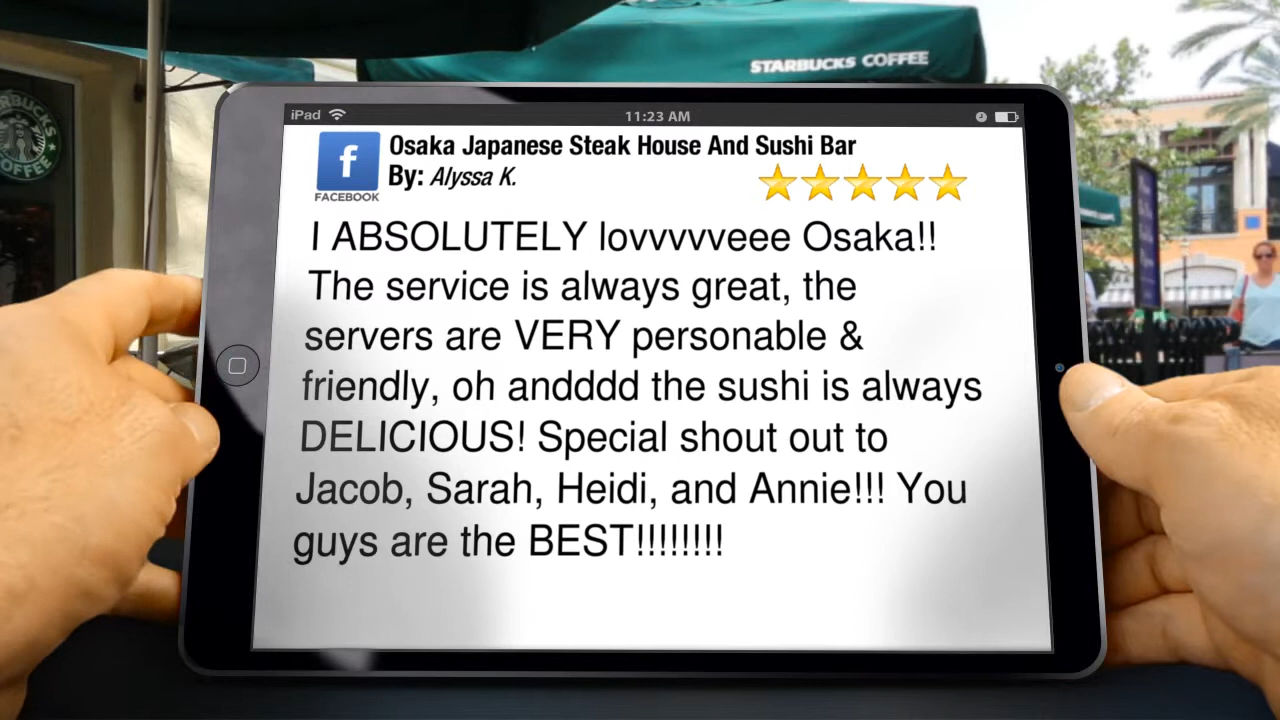 STARBUCKS COFFEE
iPad 11:23 AM
f
FACEBOOK
Osaka Japanese Steak House And Sushi Bar
By: Alyssa K.
I ABSOLUTELY lovvvvveee Osaka!!
The service is always great, the
servers are VERY personable &
friendly, oh andddd the sushi is always
DELICIOUS! Special shout out to
Jacob, Sarah, Heidi, and Annie!!! You
guys are the BEST!!!!!!!!